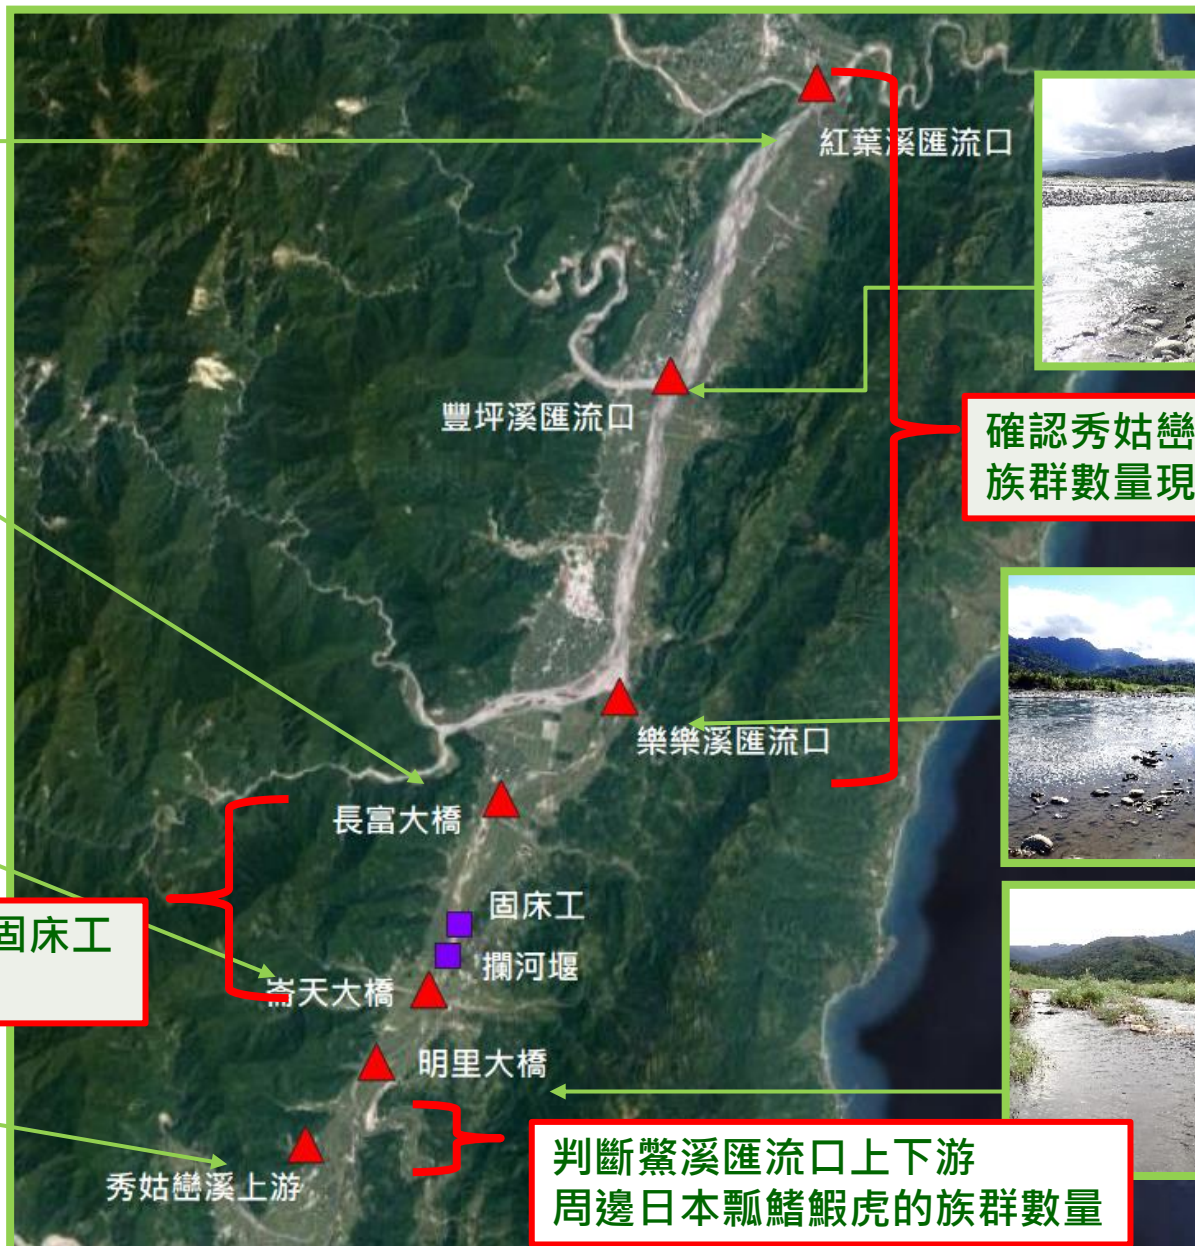 紅葉溪匯流口
豐坪溪匯流口
確認秀姑巒
族群數量現
樂樂溪匯流口
長富大橋
固床工
攔河堰
固床工
崙天大橋
明里大橋
秀姑巒溪上游
判斷鱉溪匯流口上下游
周邊日本瓢鰭鰕虎的族群數量